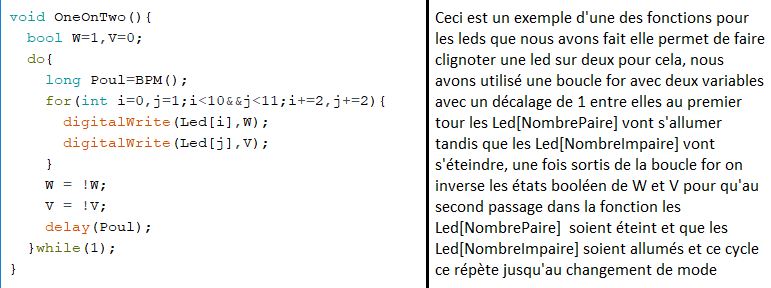 void OneOnTwo(){
bool W=1,V=0;
do{
long Poul=BPM();
for(int i=0,j=1;i<10&&j<11;i+=2,j+=2){
digitalWrite(Led[i],W);
digitalWrite(Led[j],V);
}
W = !W;
V = !V;
delay(Poul);
}while(1);
}
Ceci est un exemple d'une des fonctions pour
les leds que nous avons fait elle permet de faire
clignoter une led sur deux pour cela, nous
avons utilisé une boucle for avec deux variables
avec un décalage de 1 entre elles au premier
tour les Led[NombrePaire] vont s'allumer
tandis que les Led[NombreImpaire] vont
s'éteindre, une fois sortis de la boucle for on
inverse les états booléen de W et V pour qu'au
second passage dans la fonction les
Led[NombrePaire]  soient éteint et que les
Led[NombreImpaire] soient allumés et ce cycle
ce répète jusqu'au changement de mode